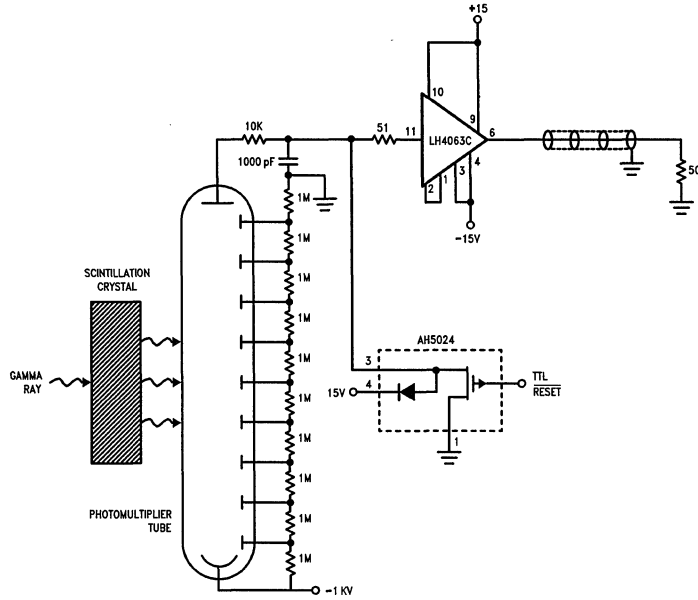 +15
10
10K
51
11
LH4063C
9
6
4
3
1
2
1000 pF
-15V
50
1M
1M
1M
1M
1M
1M
1M
1M
1M
1M
SCINTILLATION
CRYSTAL
GAMMA
RAY
PHOTOMULTIPLIER
TUBE
-1 KV
AH5024
3
15V
4
1
TTL
RESET